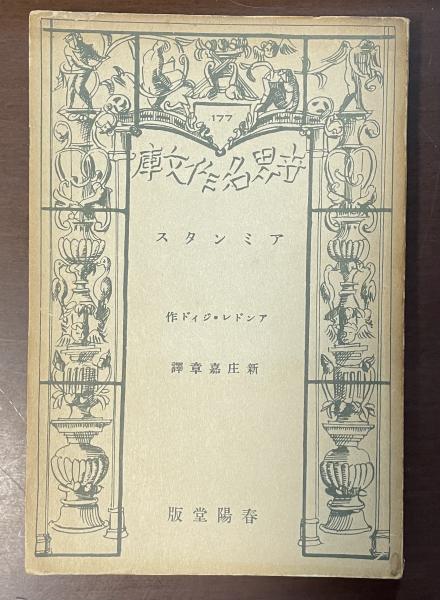 177
世界名作文庫
アミンタス
アンドレ・ジィド作
新庄嘉章譯
春陽堂版